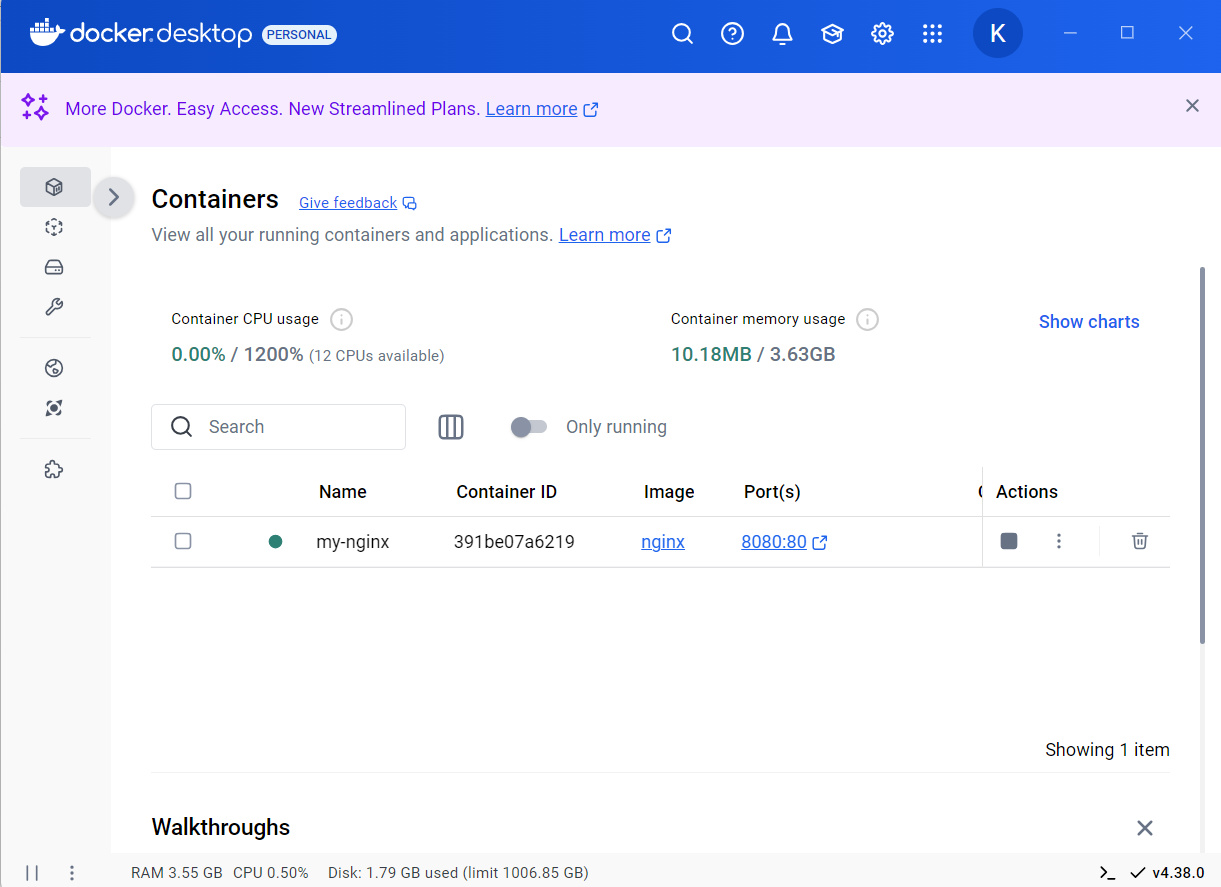 docker.desktop PERSONAL K
More Docker. Easy Access. New Streamlined Plans. Learn more
Containers Give feedback
View all your running containers and applications. Learn more
Container CPU usage Container memory usage Show charts
0.00% / 1200% (12 CPUs available) 10.18MB / 3.63GB
Search Only running
Name Container ID Image Port(s) Actions
my-nginx 391be07a6219 nginx 8080:80
Showing 1 item
Walkthroughs
RAM 3.55 GB CPU 0.50% Disk: 1.79 GB used (limit 1006.85 GB) v4.38.0